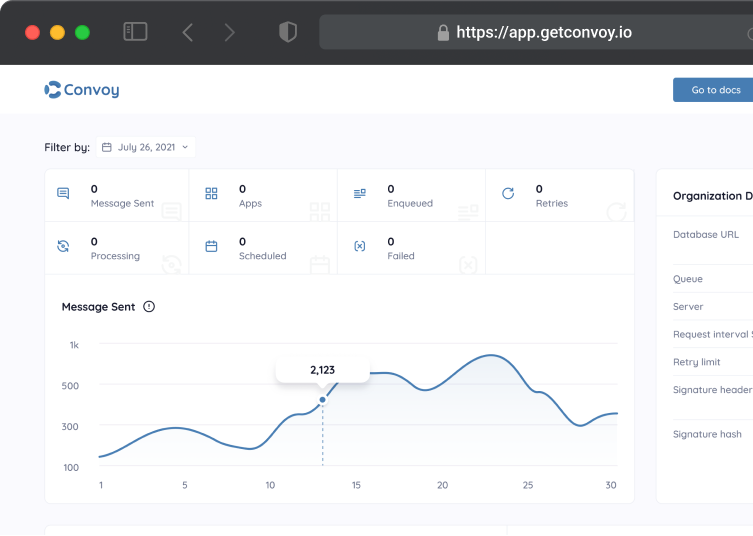 https://app.getconvoy.io
Convoy
Go to docs
Filter by: July 26, 2021
0
Message Sent
0
Apps
0
Enqueued
0
Retries
0
Processing
0
Scheduled
0
Failed
Message Sent
1k
500
300
100
2,123
1 5 10 15 20 25 30
Organization D
Database URL
Queue
Server
Request interval S
Retry limit
Signature header
Signature hash